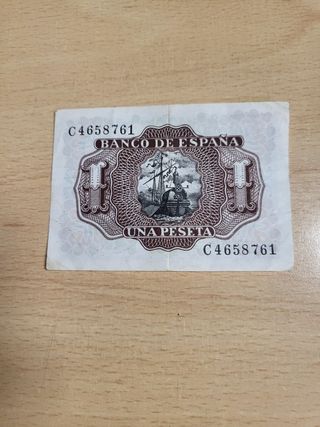 C4658761
BANCO DE ESPAÑA
1 1
UNA PESETA
C4658761